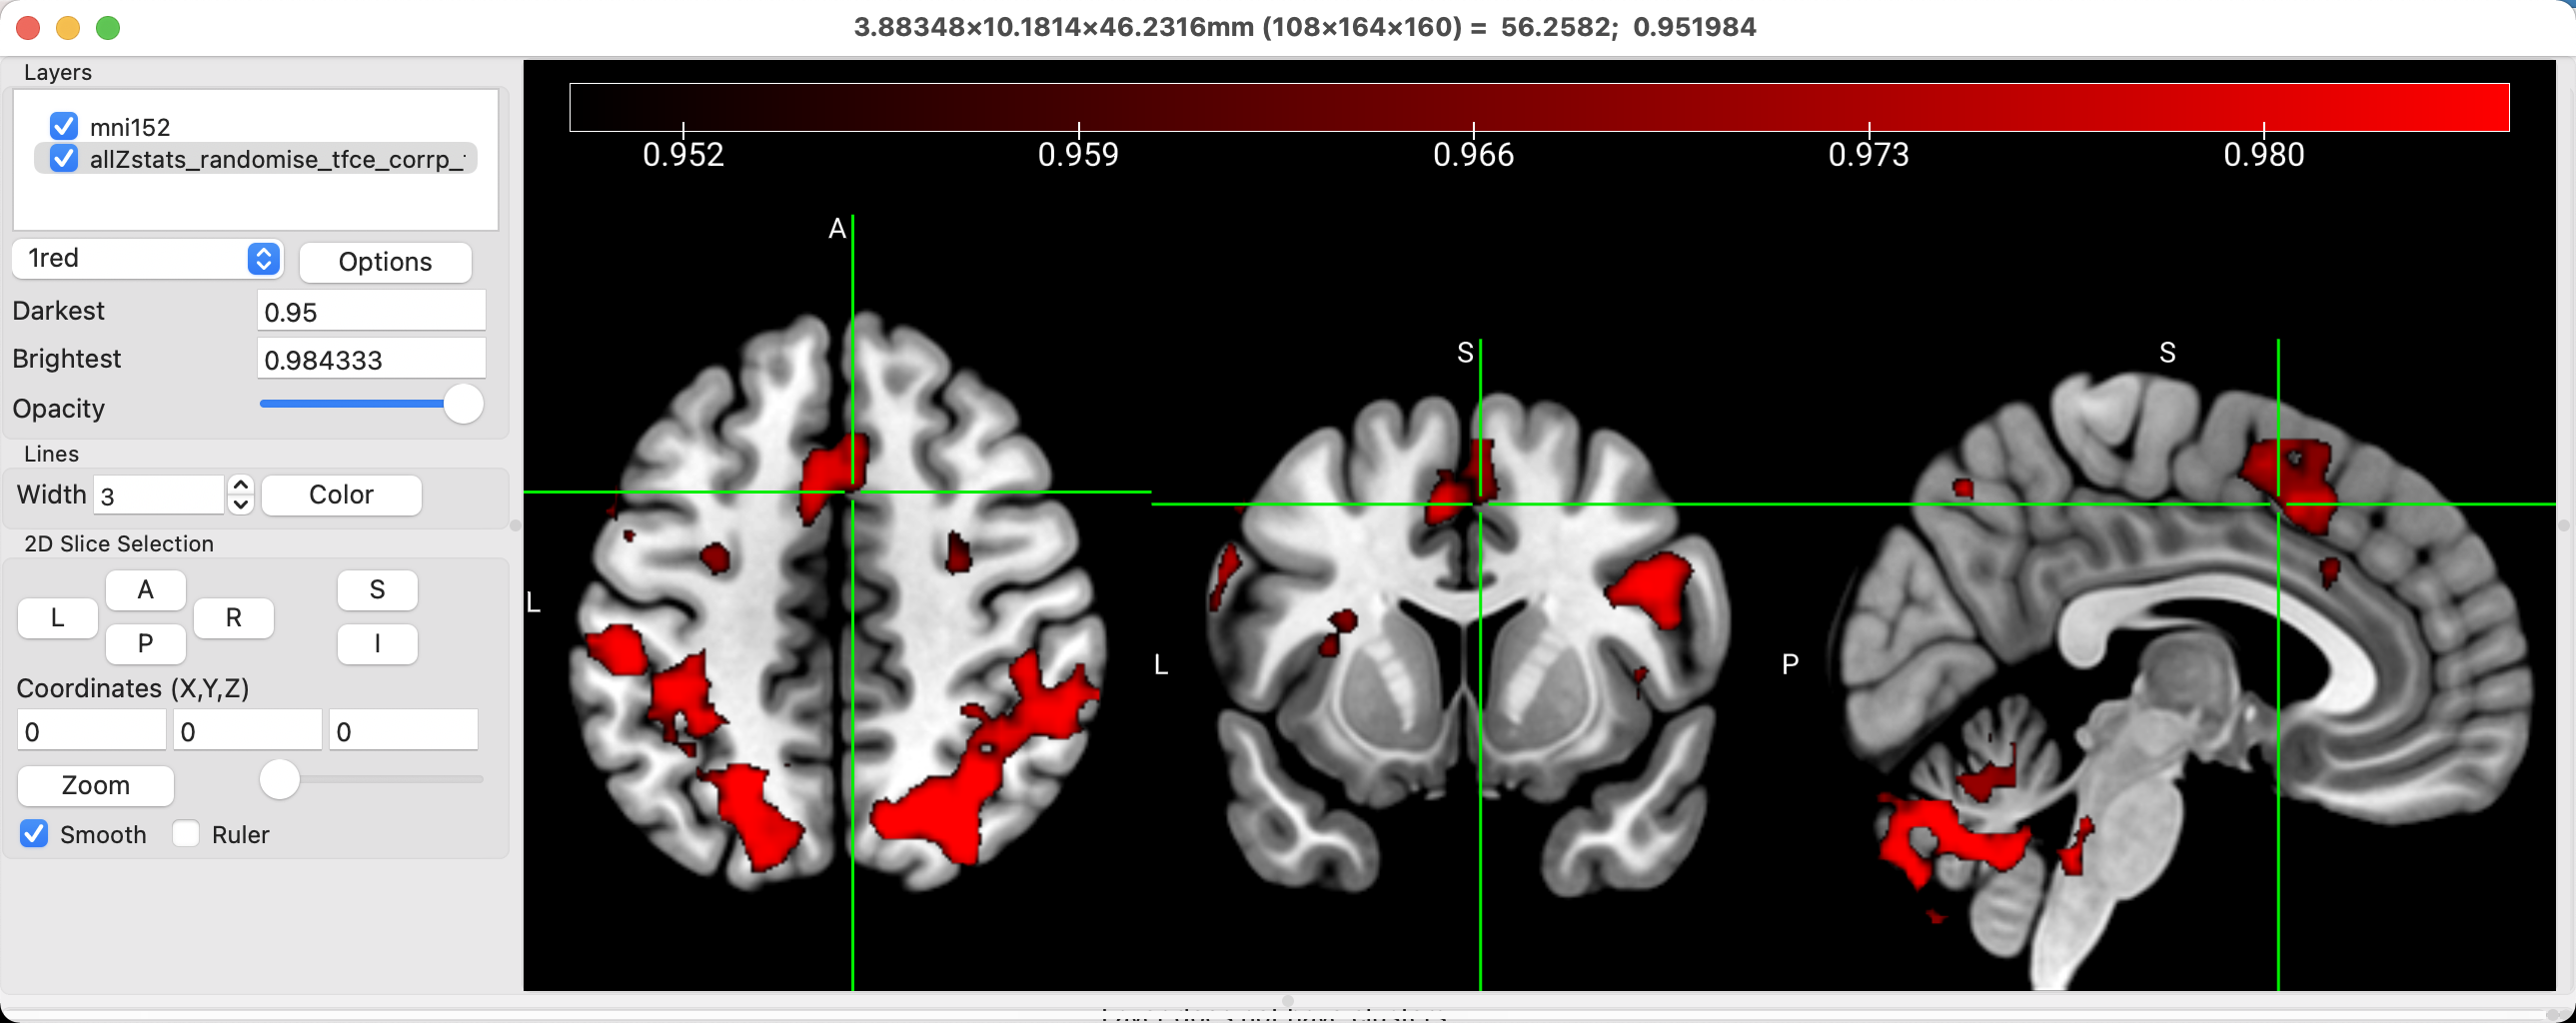 3.88348×10.1814×46.2316mm (108×164×160) = 56.2582; 0.951984
Layers
mni152
allZstats_randomise_tfce_corrp_
1red
Options
Darkest
0.95
Brightest
0.984333
Opacity
Lines
Width
3
Color
2D Slice Selection
A
S
L
R
P
I
Coordinates (X,Y,Z)
0
0
0
Zoom
Smooth
Ruler
0.952
0.959
0.966
0.973
0.980
A
L
S
L
S
P